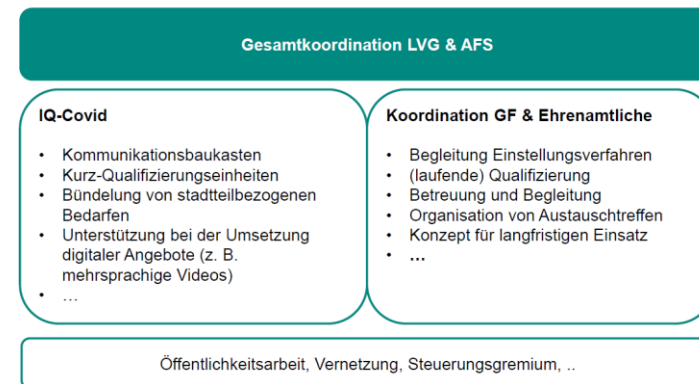 Gesamtkoordination LVG & AFS
IQ-Covid
• Kommunikationsbaukasten
• Kurz-Qualifizierungseinheiten
• Bündelung von stadtteilbezogenen
Bedarfen
• Unterstützung bei der Umsetzung
digitaler Angebote (z. B.
mehrsprachige Videos)
• …
Koordination GF & Ehrenamtliche
• Begleitung Einstellungsverfahren
• (laufende) Qualifizierung
• Betreuung und Begleitung
• Organisation von Austauschtreffen
• Konzept für langfristigen Einsatz
• …
Öffentlichkeitsarbeit, Vernetzung, Steuerungsgremium, ..